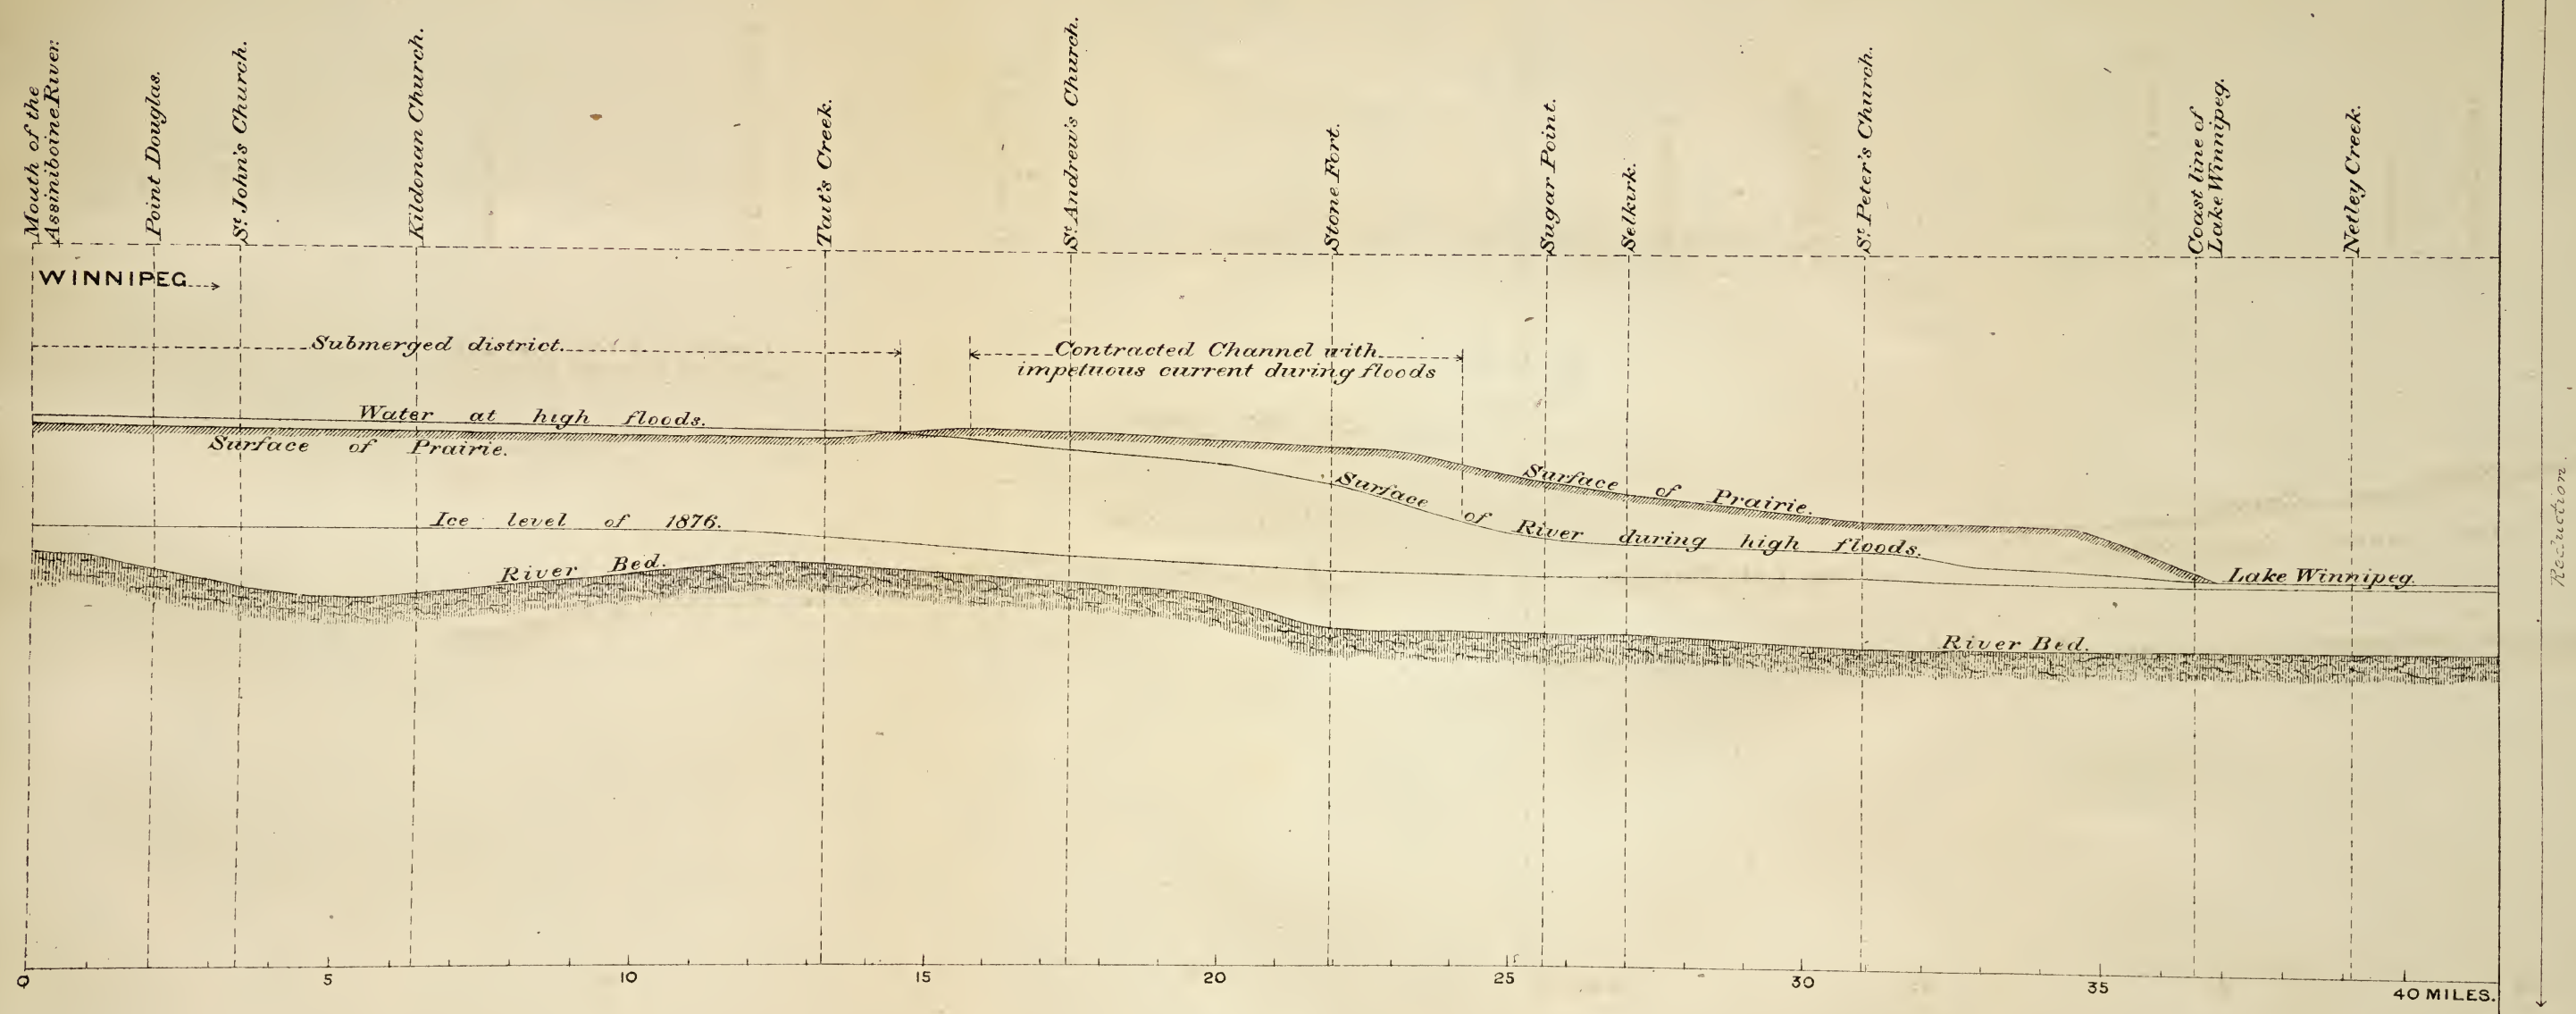 Mouth of the
Assiniboine River.
Point Douglas.
St. John's Church.
Kildonan Church.
Tait's Creek.
St. Andrew's Church.
Stone Fort.
Sugar Point.
Selkirk.
St. Peter's Church.
Coast line of
Lake Winnipeg.
Netley Creek.
WINNIPEG
Submerged district.
Contracted Channel with
impetuous current during floods
Water at high floods.
Surface of Prairie.
Surface of Prairie.
Surface of River during high floods.
Ice level of 1876.
River Bed.
Lake Winnipeg.
River Bed.
0 5 10 15 20 25 30 35 40 MILES.
Reduction